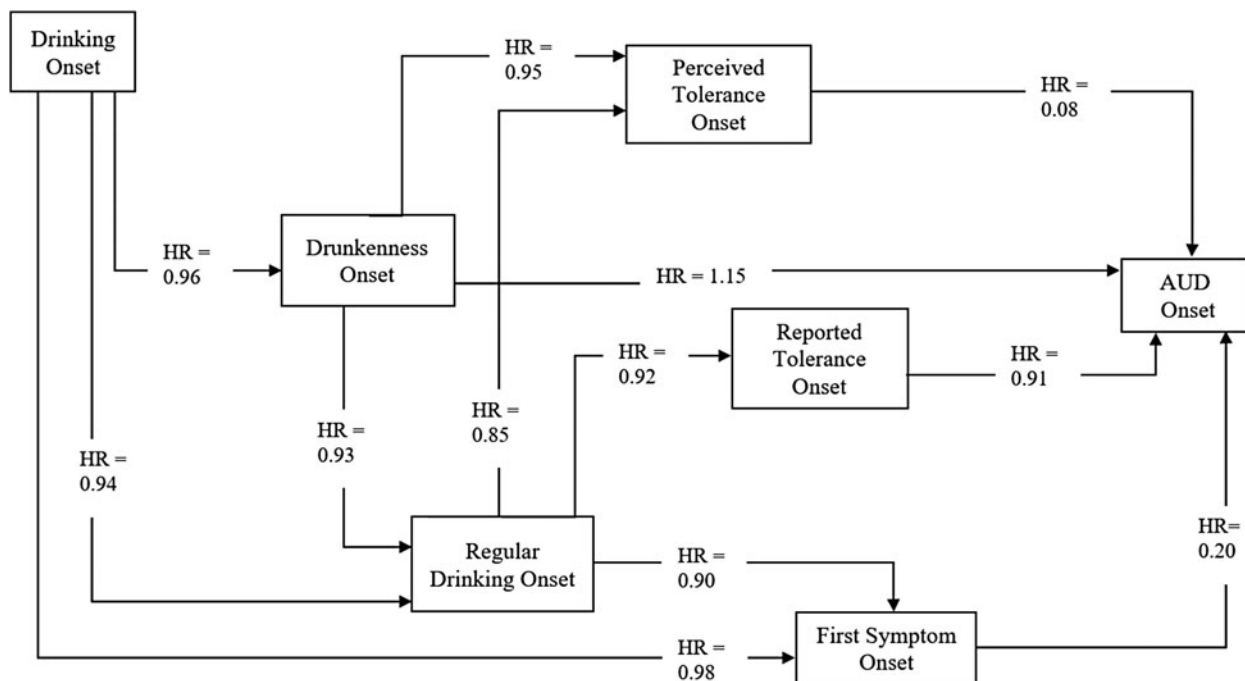 Drinking
Onset
HR =
0.95
Perceived
Tolerance
Onset
HR =
0.08
HR =
0.96
Drunkenness
Onset
HR = 1.15
AUD
Onset
HR =
0.92
Reported
Tolerance
Onset
HR =
0.91
HR =
0.94
HR =
0.93
HR =
0.85
Regular
Drinking Onset
HR =
0.90
HR=
0.20
HR =
0.98
First Symptom
Onset